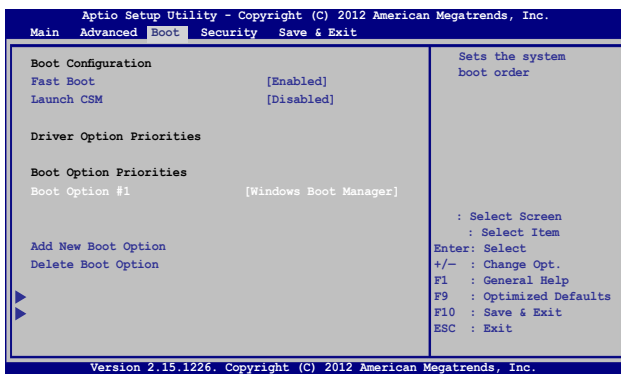 Aptio Setup Utility - Copyright (C) 2012 American Megatrends, Inc.
Main Advanced Boot Security Save & Exit
Boot Configuration
Fast Boot [Enabled]
Launch CSM [Disabled]
Driver Option Priorities
Boot Option Priorities
Boot Option #1 [Windows Boot Manager]
Add New Boot Option
Delete Boot Option
Sets the system
boot order
: Select Screen
: Select Item
Enter: Select
+/— : Change Opt.
F1 : General Help
F9 : Optimized Defaults
F10 : Save & Exit
ESC : Exit
Version 2.15.1226. Copyright (C) 2012 American Megatrends, Inc.